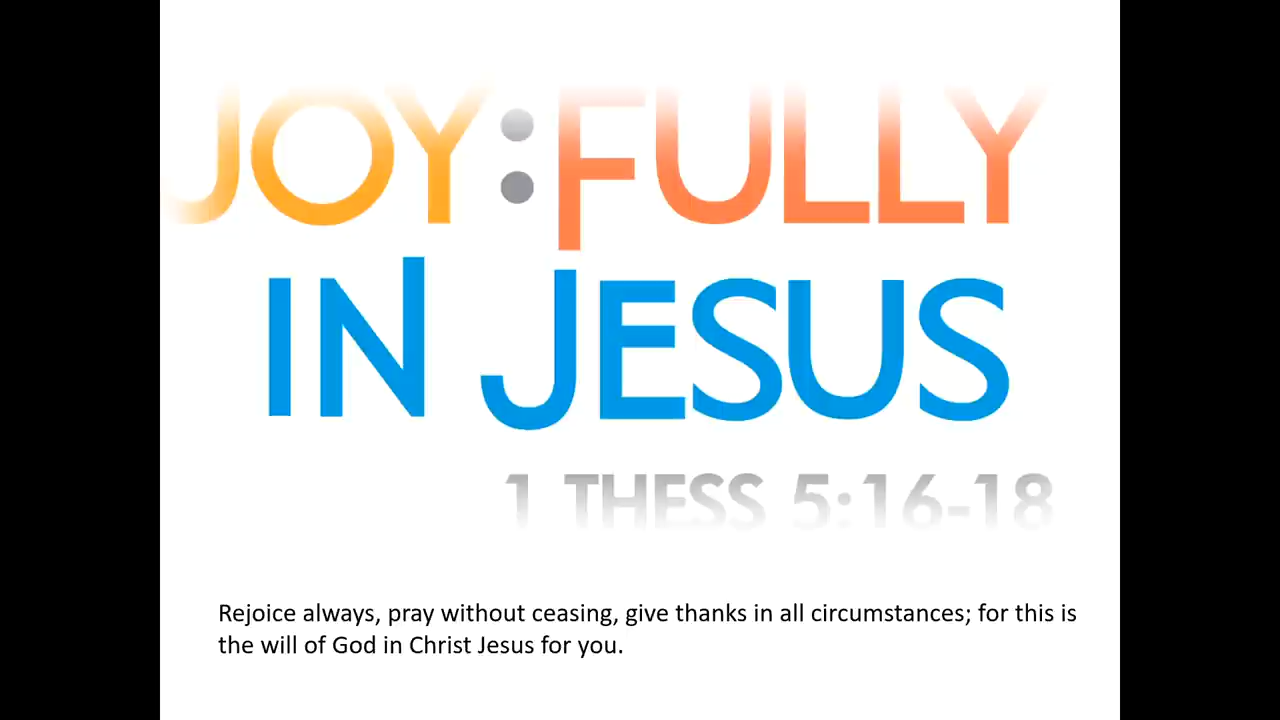 JOY:FULLY
IN JESUS
1 THESS 5:16-18
Rejoice always, pray without ceasing, give thanks in all circumstances; for this is
the will of God in Christ Jesus for you.